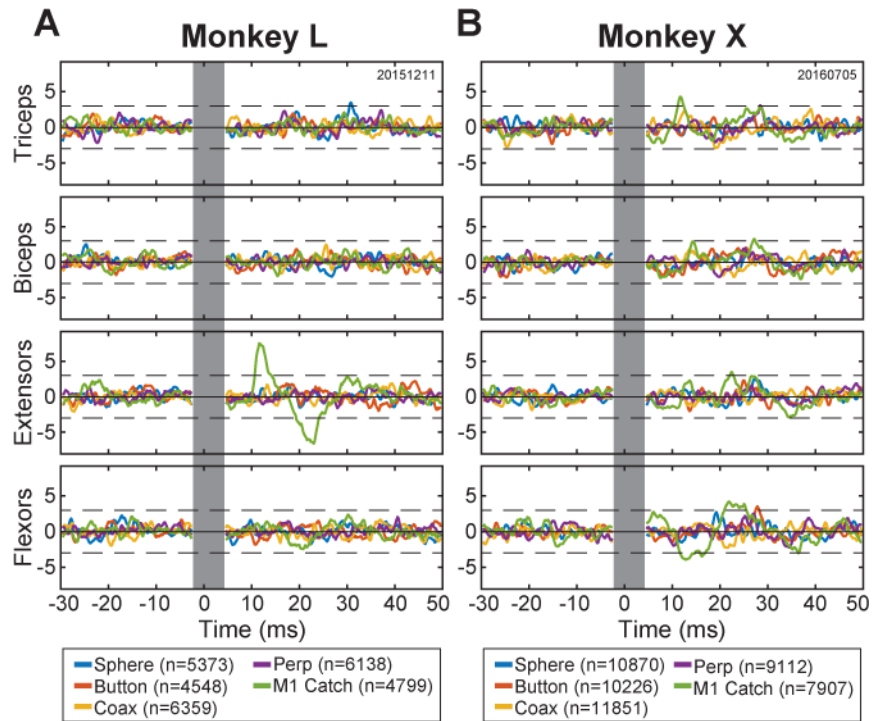 A Monkey L
B Monkey X
20151211
20160705
Triceps
5
0
-5
Biceps
5
0
-5
Extensors
5
0
-5
Flexors
5
0
-5
5
0
-5
5
0
-5
5
0
-5
5
0
-5
-30 -20 -10 0 10 20 30 40 50
Time (ms)
-30 -20 -10 0 10 20 30 40 50
Time (ms)
Sphere (n=5373) Perp (n=6138)
Button (n=4548) M1 Catch (n=4799)
Coax (n=6359)
Sphere (n=10870) Perp (n=9112)
Button (n=10226) M1 Catch (n=7907)
Coax (n=11851)